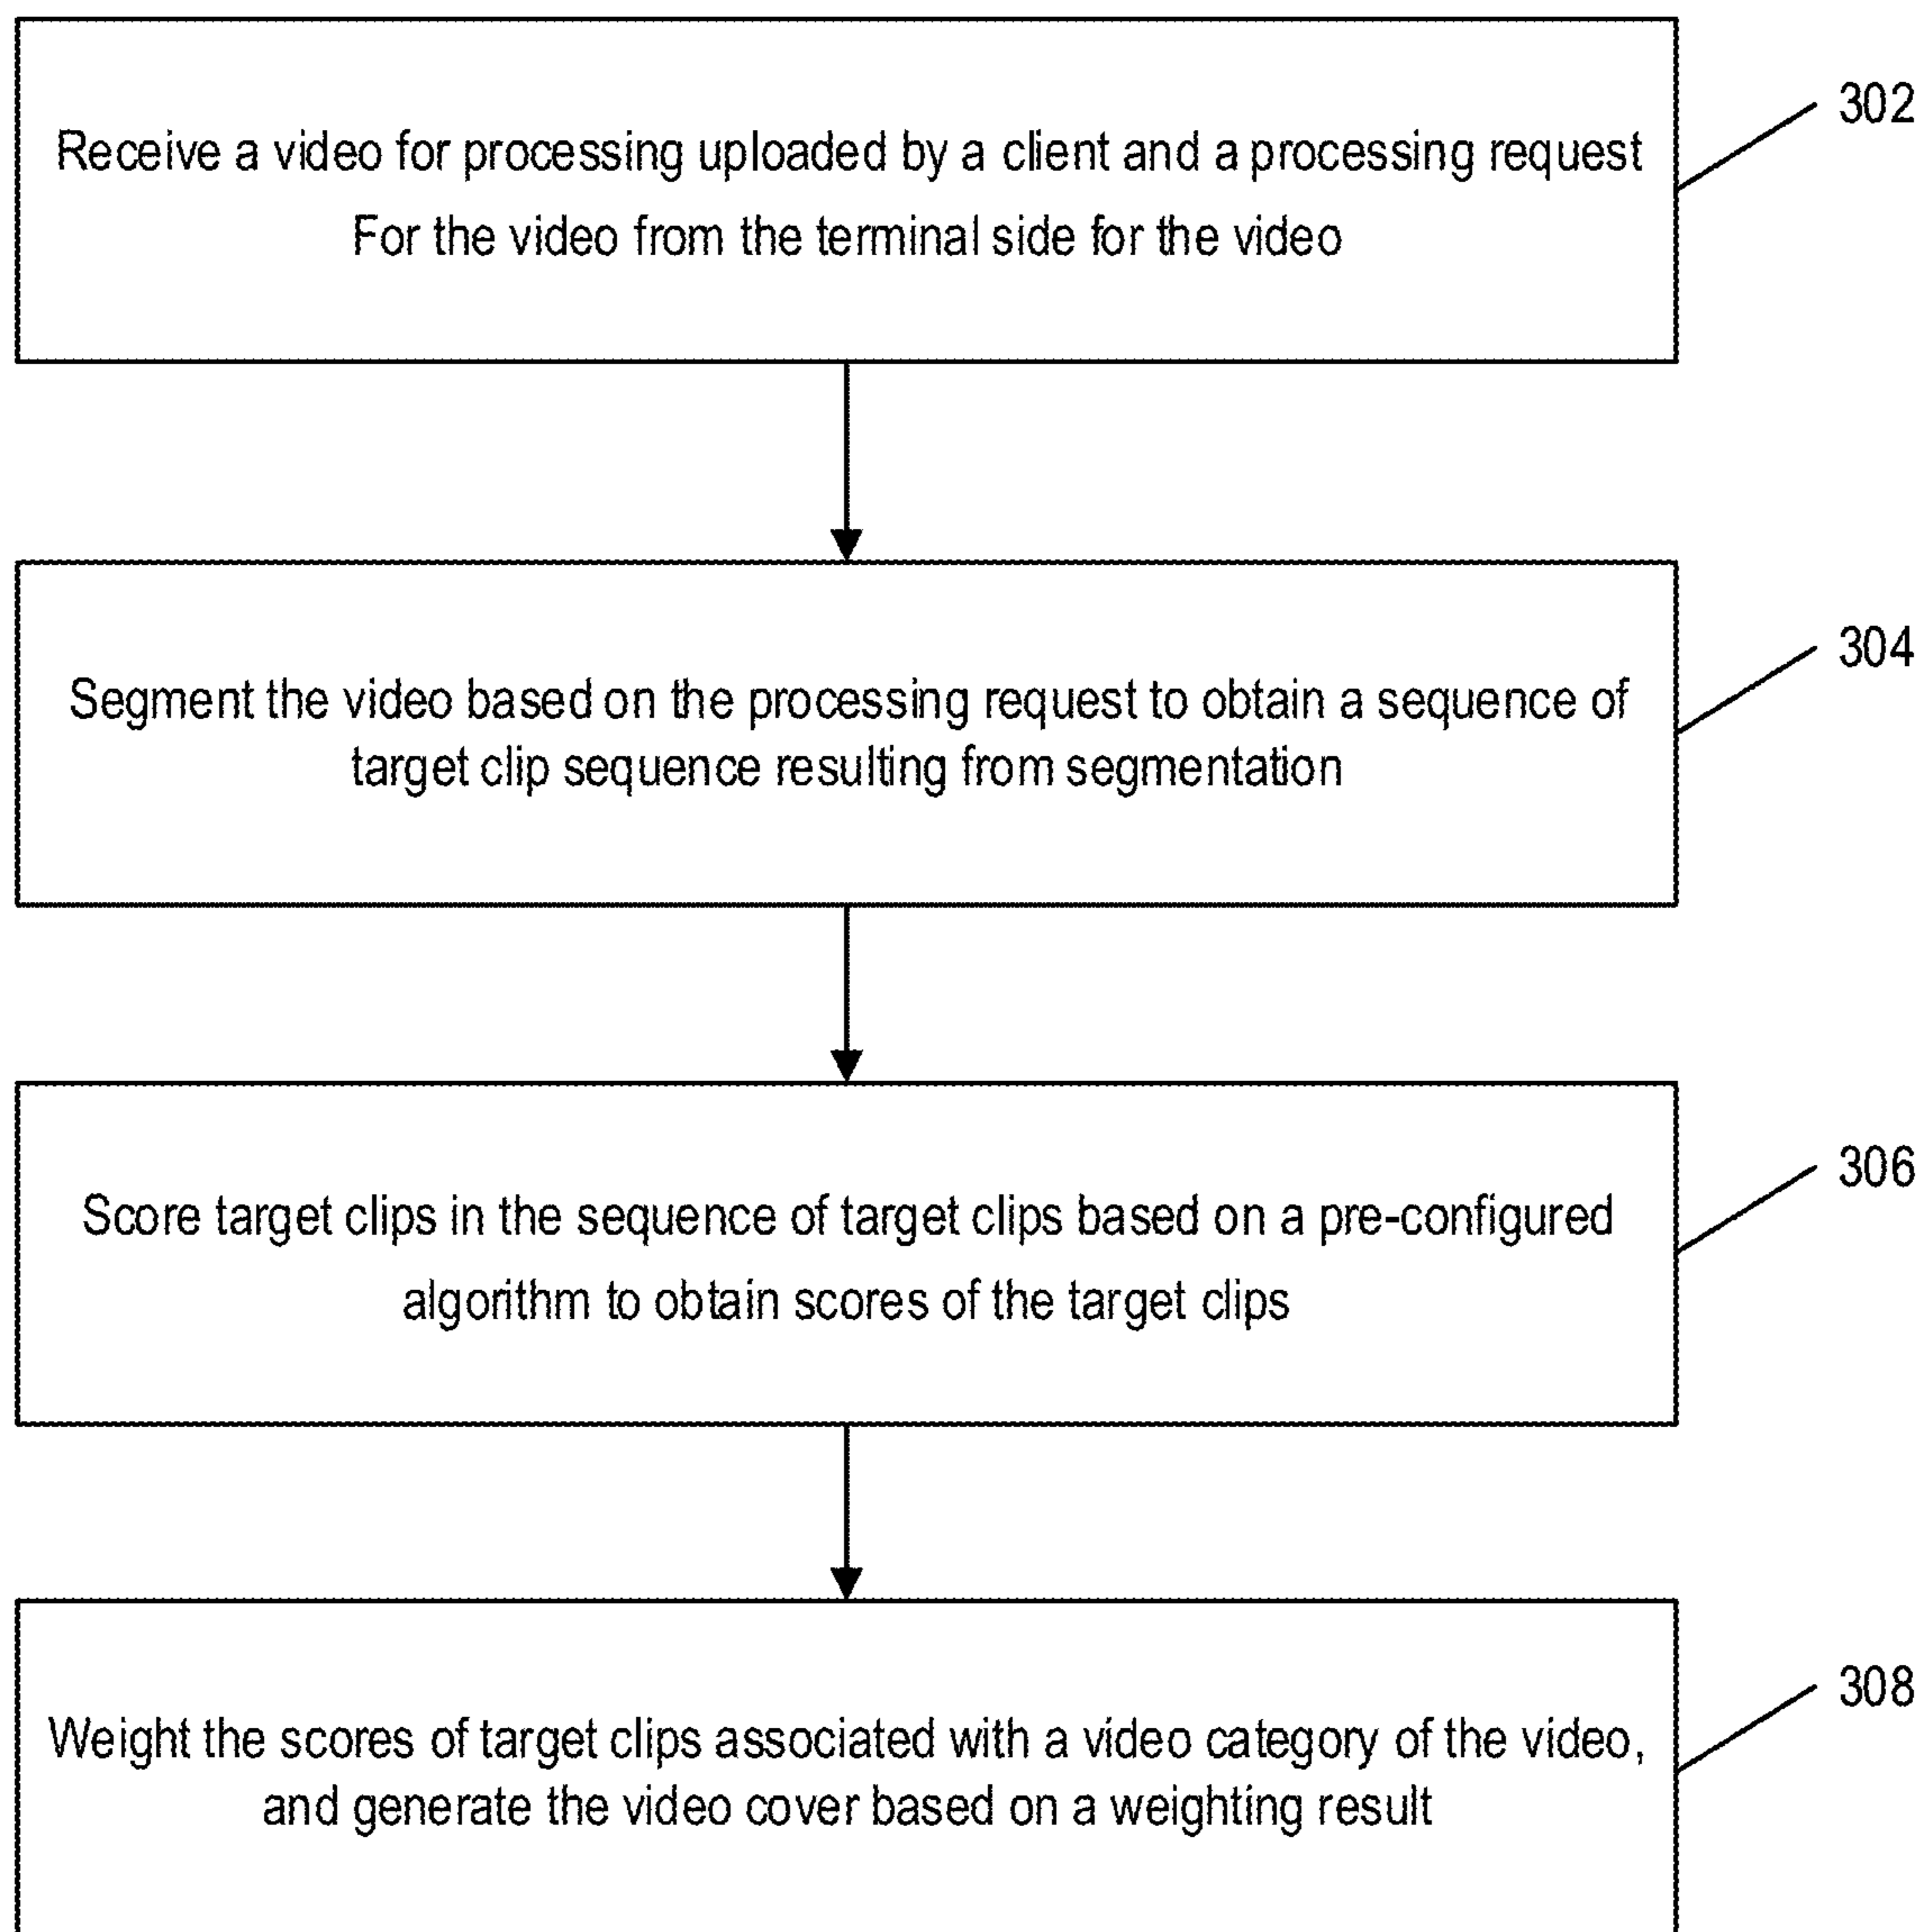 Receive a video for processing uploaded by a client and a processing request
For the video from the terminal side for the video
302
Segment the video based on the processing request to obtain a sequence of
target clip sequence resulting from segmentation
304
Score target clips in the sequence of target clips based on a pre-configured
algorithm to obtain scores of the target clips
306
Weight the scores of target clips associated with a video category of the video,
and generate the video cover based on a weighting result
308